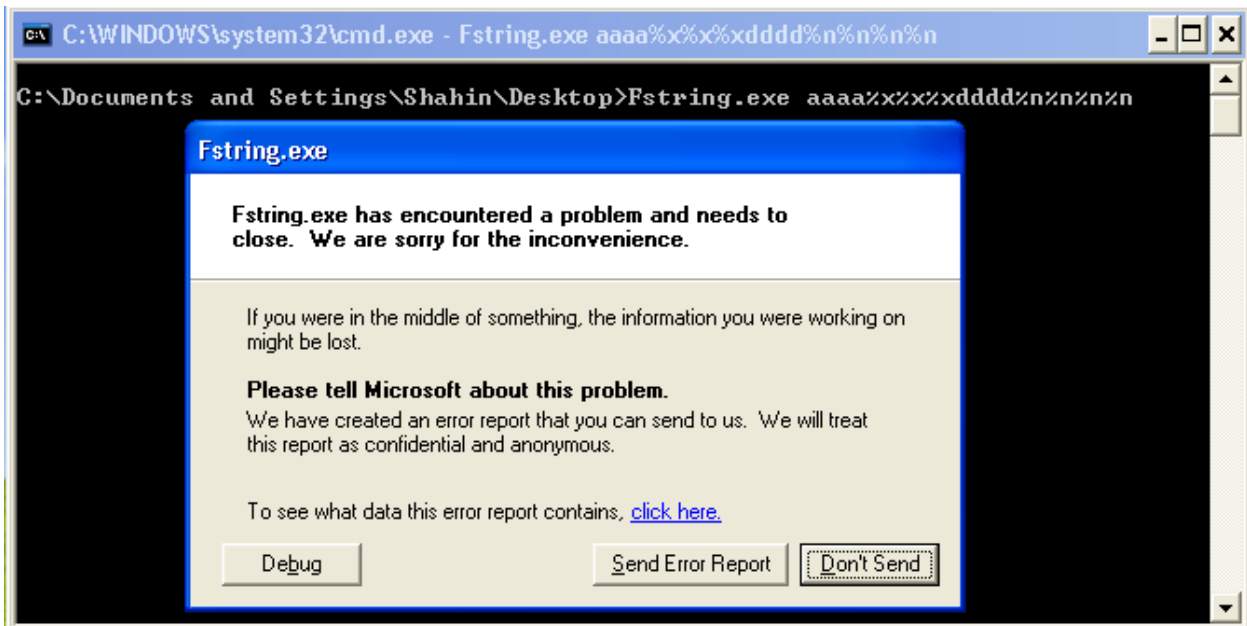 C:\WINDOWS\system32\cmd.exe - Fstring.exe aaaa%x%x%xdddd%n%n%n%n
C:\Documents and Settings\Shahin\Desktop>Fstring.exe aaaa%x%x%xdddd%n%n%n%n
Fstring.exe
Fstring.exe has encountered a problem and needs to
close. We are sorry for the inconvenience.
If you were in the middle of something, the information you were working on
might be lost.
Please tell Microsoft about this problem.
We have created an error report that you can send to us. We will treat
this report as confidential and anonymous.
To see what data this error report contains, click here.
Debug Send Error Report Don't Send